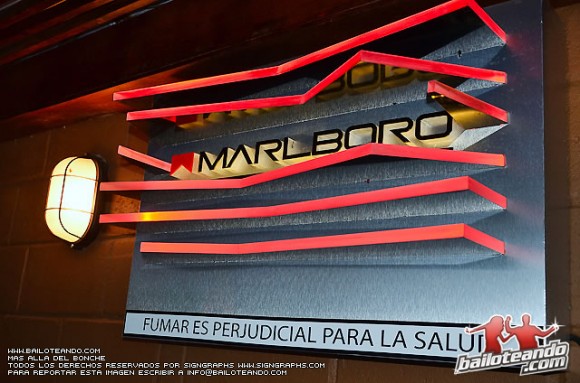 MARLBORO
FUMAR ES PERJUDICIAL PARA LA SALUD
WWW.BAILOTEANDO.COM
MAS ALLA DEL BONCHE
TODOS LOS DERECHOS RESERVADOS POR SIGNGRAPHS WWW.SIGNGRAPHS.COM
PARA REPORTAR ESTA IMAGEN ESCRIBIR A INFO@BAILOTEANDO.COM
bailoteando.com